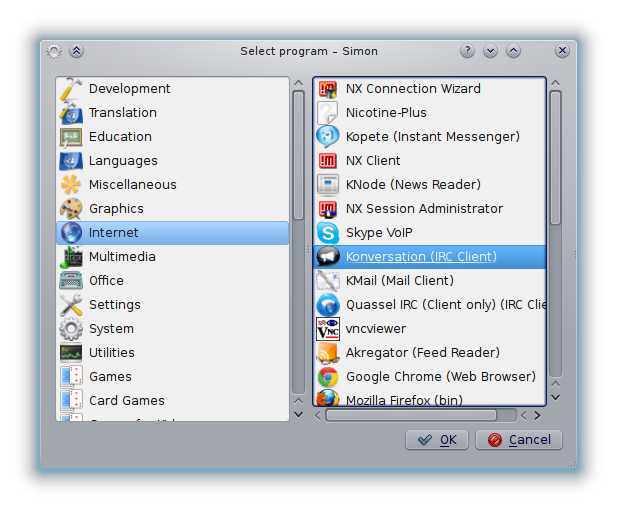 Select program – Simon
Development
Translation
Education
Languages
Miscellaneous
Graphics
Internet
Multimedia
Office
Settings
System
Utilities
Games
Card Games
NX Connection Wizard
Nicotine-Plus
Kopete (Instant Messenger)
NX Client
KNode (News Reader)
NX Session Administrator
Skype VoIP
Konversation (IRC Client)
KMail (Mail Client)
Quassel IRC (Client only) (IRC Clie
vncviewer
Akregator (Feed Reader)
Google Chrome (Web Browser)
Mozilla Firefox (bin)
OK
Cancel